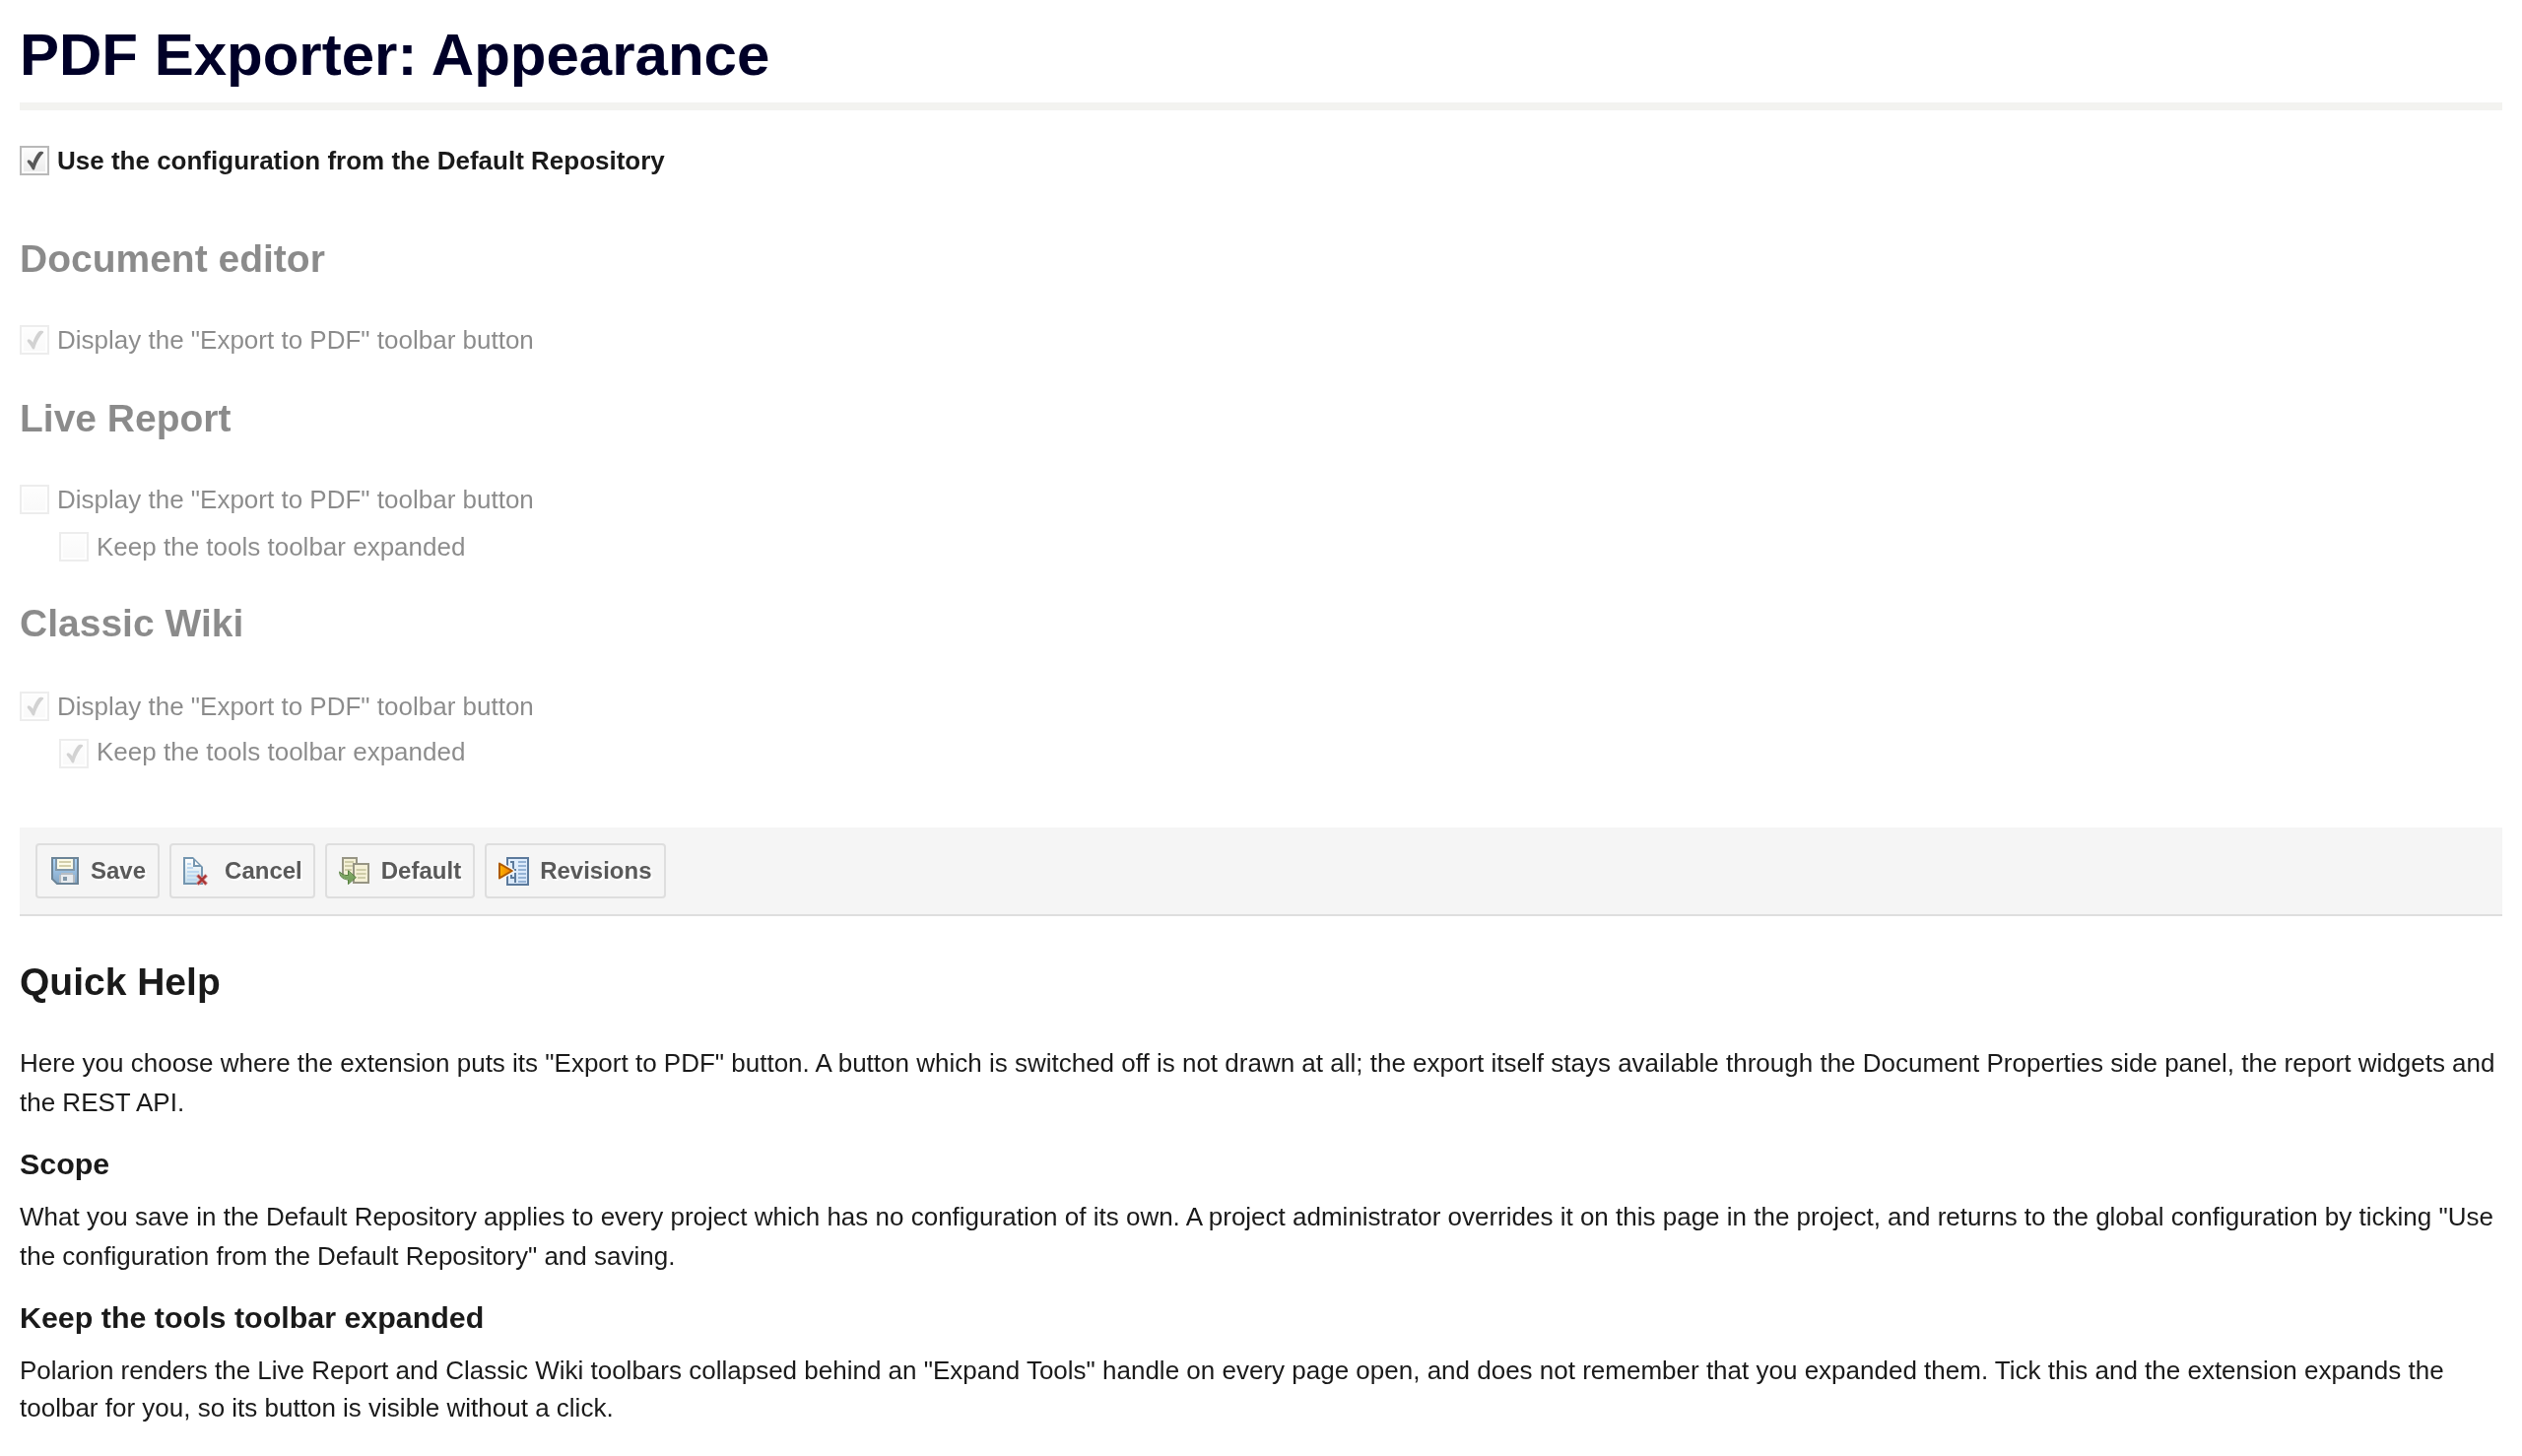 PDF Exporter: Appearance
Use the configuration from the Default Repository
Document editor
Display the "Export to PDF" toolbar button
Live Report
Display the "Export to PDF" toolbar button
Keep the tools toolbar expanded
Classic Wiki
Display the "Export to PDF" toolbar button
Keep the tools toolbar expanded
Save Cancel Default Revisions
Quick Help
Here you choose where the extension puts its "Export to PDF" button. A button which is switched off is not drawn at all; the export itself stays available through the Document Properties side panel, the report widgets and
the REST API.
Scope
What you save in the Default Repository applies to every project which has no configuration of its own. A project administrator overrides it on this page in the project, and returns to the global configuration by ticking "Use
the configuration from the Default Repository" and saving.
Keep the tools toolbar expanded
Polarion renders the Live Report and Classic Wiki toolbars collapsed behind an "Expand Tools" handle on every page open, and does not remember that you expanded them. Tick this and the extension expands the
toolbar for you, so its button is visible without a click.